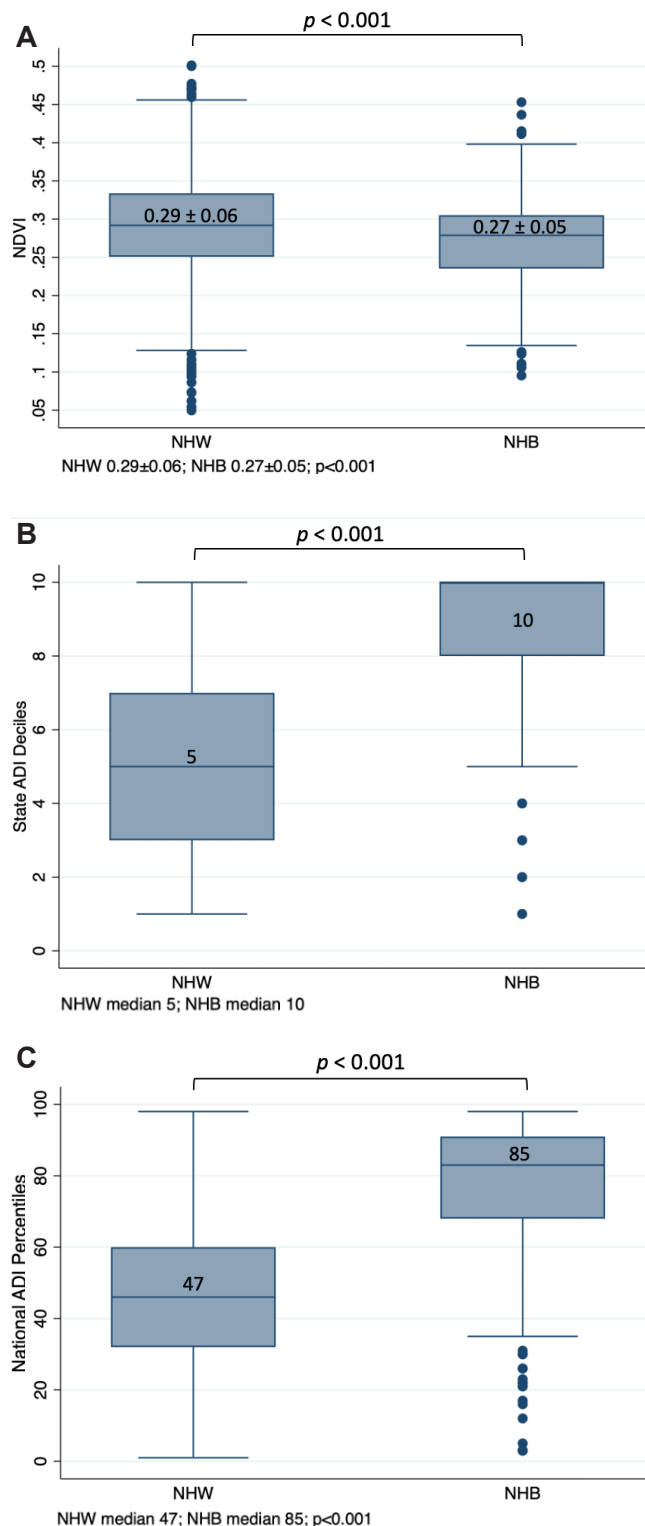 A
p < 0.001
.5
.45
.4
.35
.3
.25
.2
.15
.1
.05
NDVI
0.29 ± 0.06
0.27 ± 0.05
NHW
NHB
NHW 0.29±0.06; NHB 0.27±0.05; p<0.001
B
p < 0.001
10
8
6
4
2
0
State ADI Deciles
5
10
NHW
NHB
NHW median 5; NHB median 10
C
p < 0.001
100
80
60
40
20
0
National ADI Percentiles
47
85
NHW
NHB
NHW median 47; NHB median 85; p<0.001